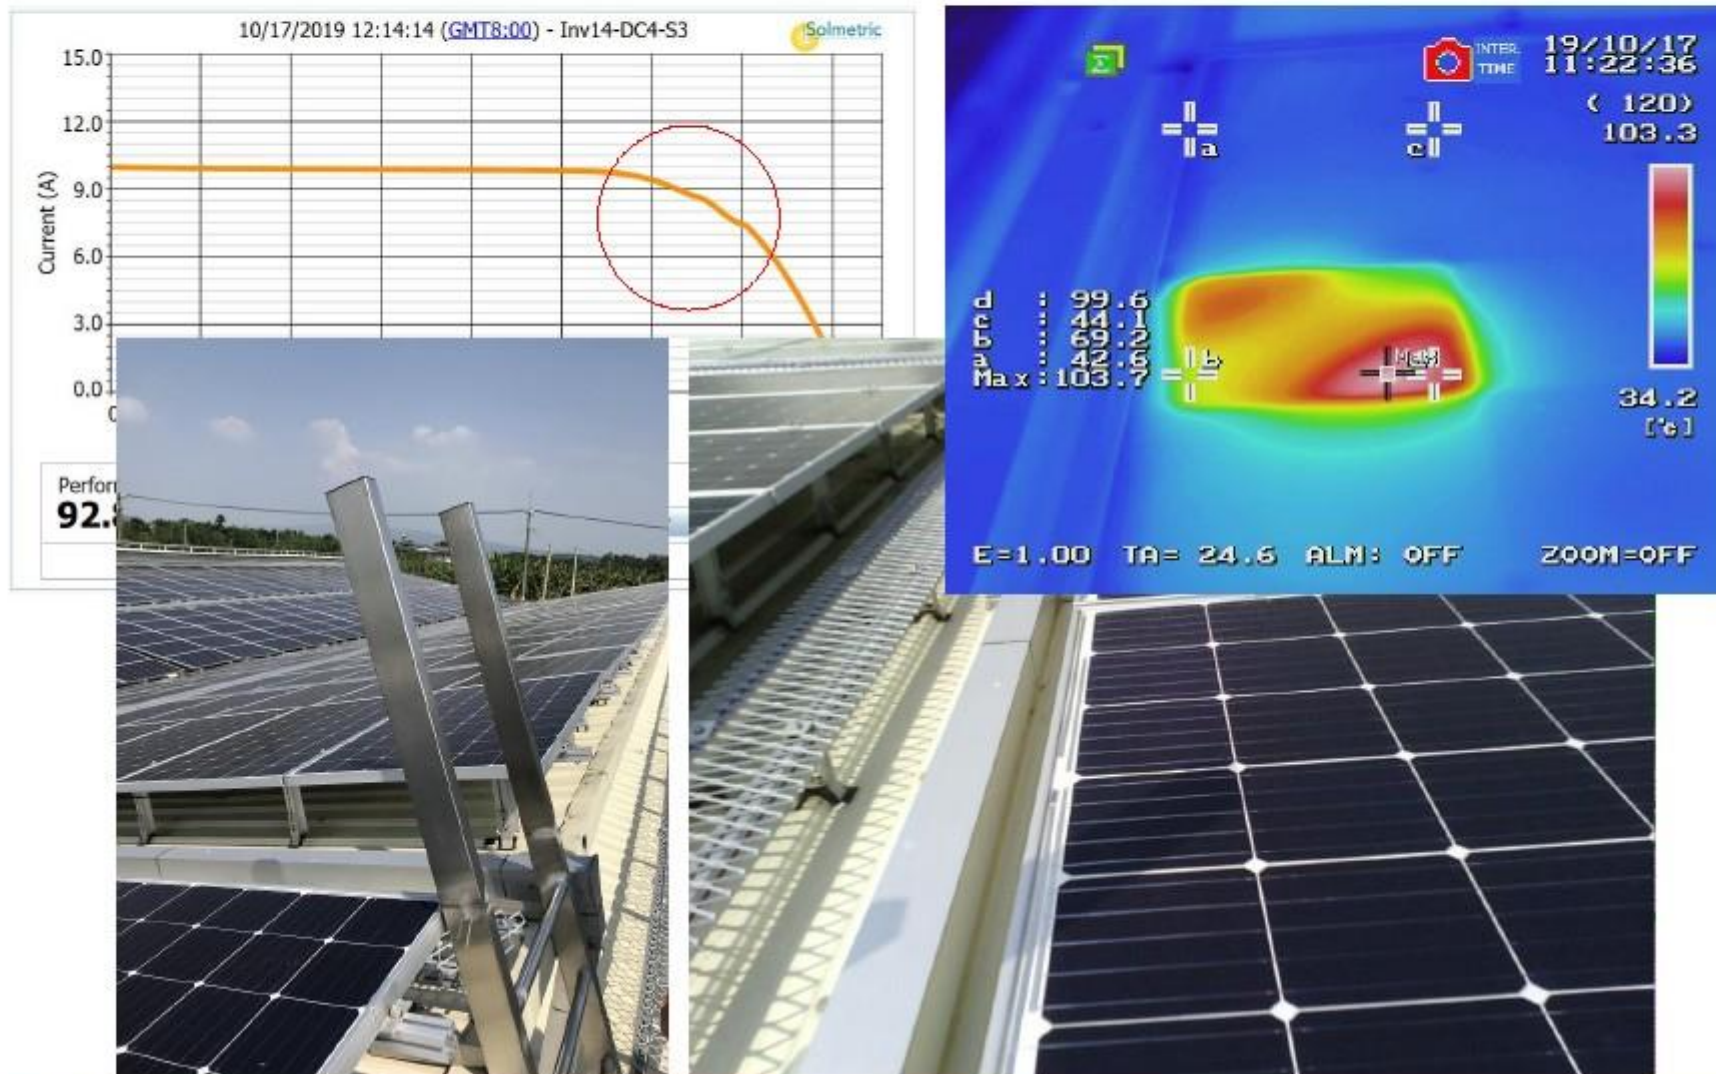 10/17/2019 12:14:14 (GMT8:00) - Inv14-DC4-S3
Solmetric
15.0
12.0
9.0
6.0
3.0
0.0
Current (A)
92.
INTER.
TIME
19/10/17
11:22:36
( 120)
103.3
a
c
d : 99.6
c : 44.1
b : 69.2
a : 42.6
Max:103.7
b
34.2
[°C]
E=1.00 TA= 24.6 ALM: OFF ZOOM=OFF